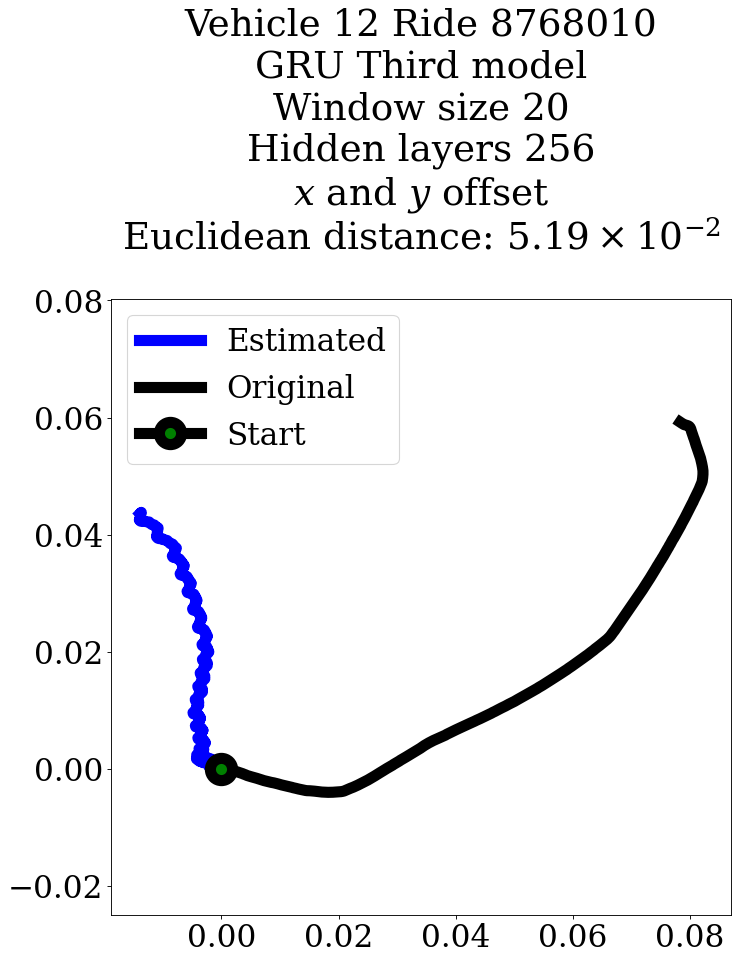 Vehicle 12 Ride 8768010
GRU Third model
Window size 20
Hidden layers 256
x and y offset
Euclidean distance: 5.19 × 10⁻²
0.08
0.06
0.04
0.02
0.00
−0.02
Estimated
Original
Start
0.00 0.02 0.04 0.06 0.08